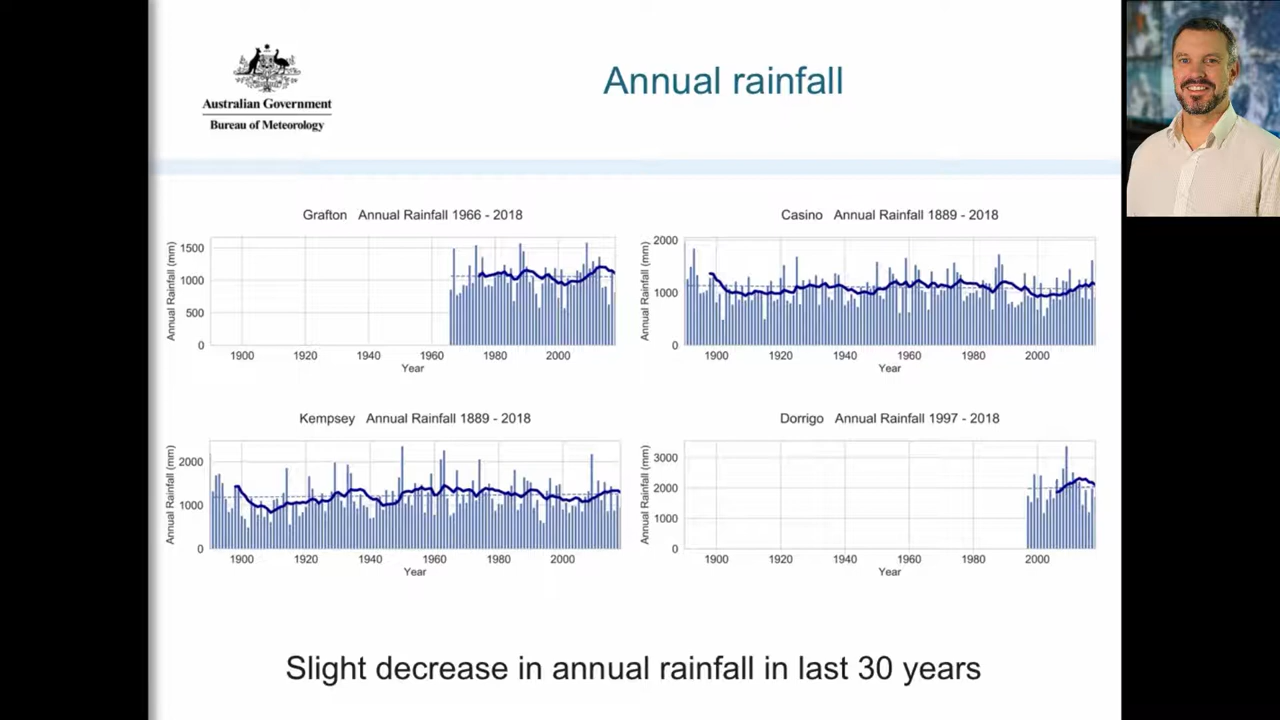 Australian Government
Bureau of Meteorology
Annual rainfall
Grafton Annual Rainfall 1966 - 2018
Annual Rainfall (mm)
1500
1000
500
0
1900 1920 1940 1960 1980 2000
Year
Casino Annual Rainfall 1889 - 2018
Annual Rainfall (mm)
2000
1000
0
1900 1920 1940 1960 1980 2000
Year
Kempsey Annual Rainfall 1889 - 2018
Annual Rainfall (mm)
2000
1000
0
1900 1920 1940 1960 1980 2000
Year
Dorrigo Annual Rainfall 1997 - 2018
Annual Rainfall (mm)
3000
2000
1000
0
1900 1920 1940 1960 1980 2000
Year
Slight decrease in annual rainfall in last 30 years